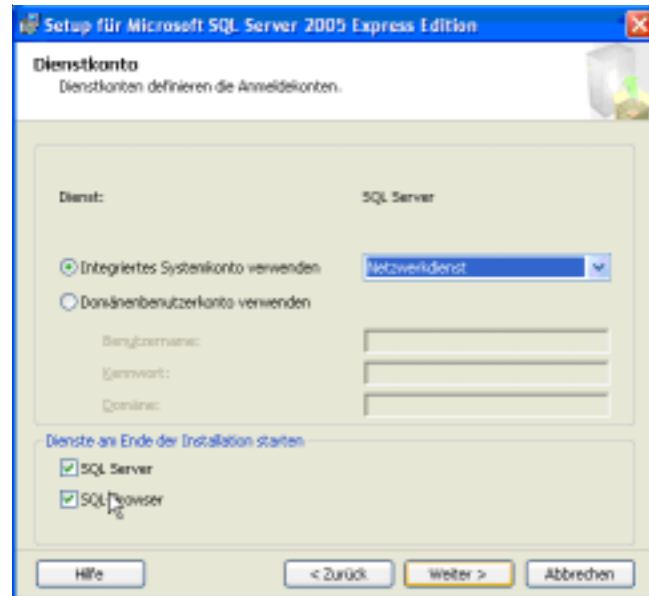 Setup für Microsoft SQL Server 2005 Express Edition
Dienstkonto
Dienstkonten definieren die Anmeldekonten.
Dienst: SQL Server
Integriertes Systemkonto verwenden Netzwerkdienst
Domänenbenutzerkonto verwenden
Benutzername:
Kennwort:
Domäne:
Dienste am Ende der Installation starten
SQL Server
SQL Browser
Hilfe < Zurück Weiter > Abbrechen